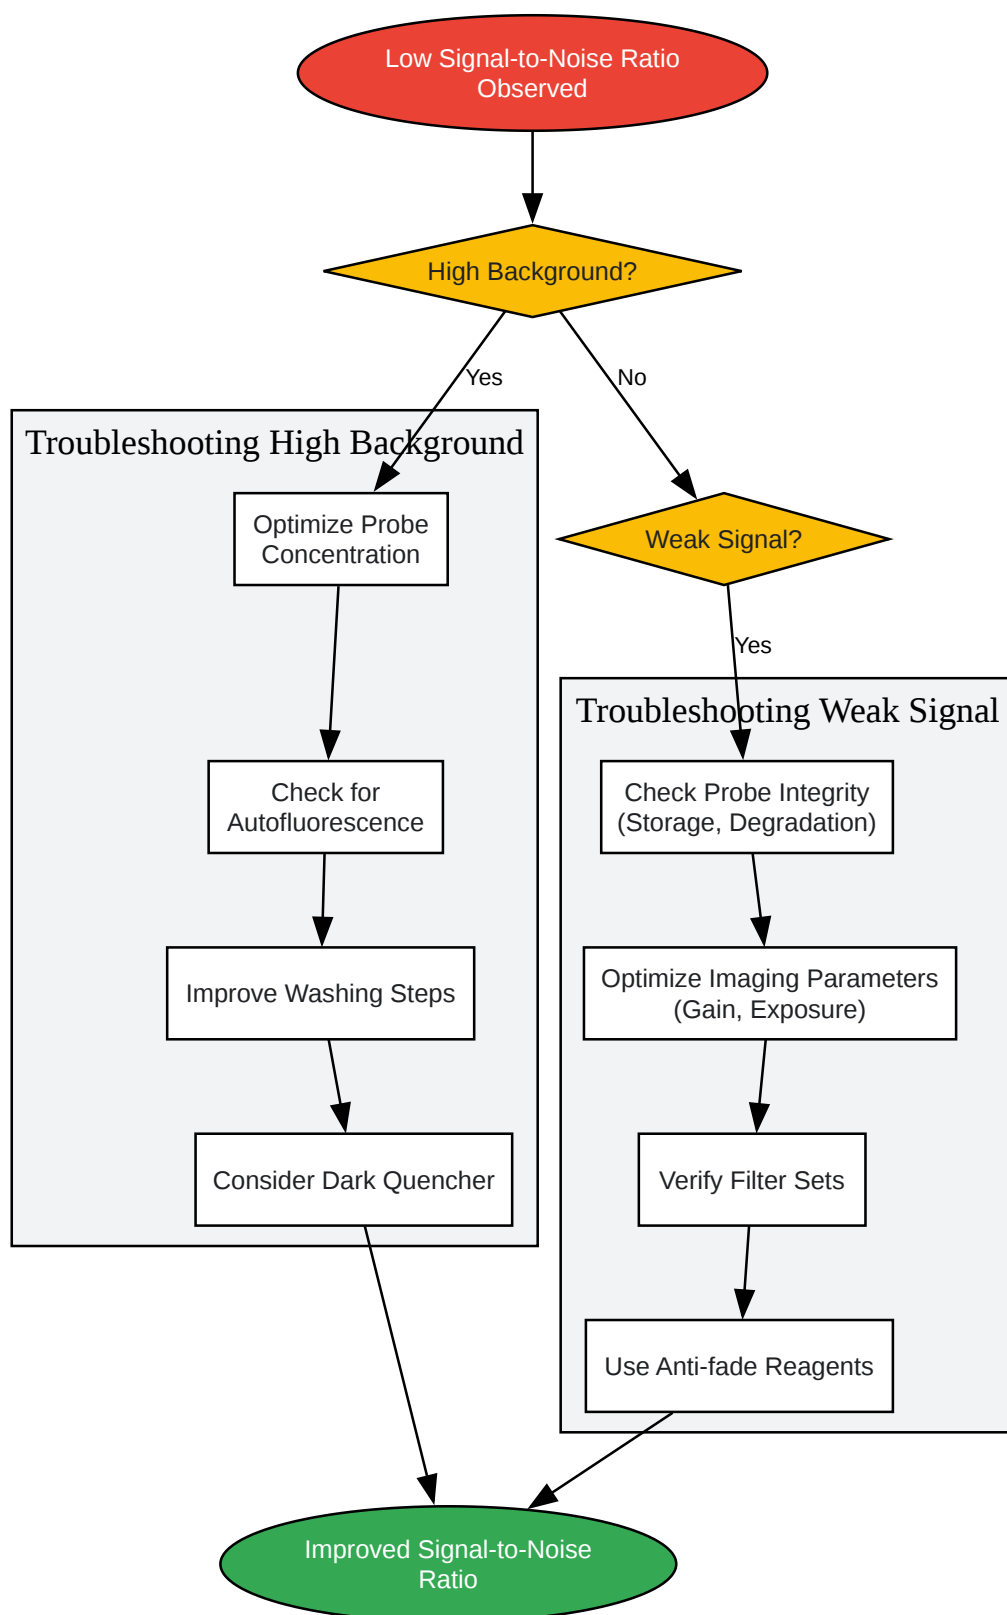 Low Signal-to-Noise Ratio
Observed
High Background?
Yes
No
Troubleshooting High Background
Optimize Probe
Concentration
Weak Signal?
Yes
Troubleshooting Weak Signal
Check for
Autofluorescence
Check Probe Integrity
(Storage, Degradation)
Improve Washing Steps
Optimize Imaging Parameters
(Gain, Exposure)
Consider Dark Quencher
Verify Filter Sets
Use Anti-fade Reagents
Improved Signal-to-Noise
Ratio